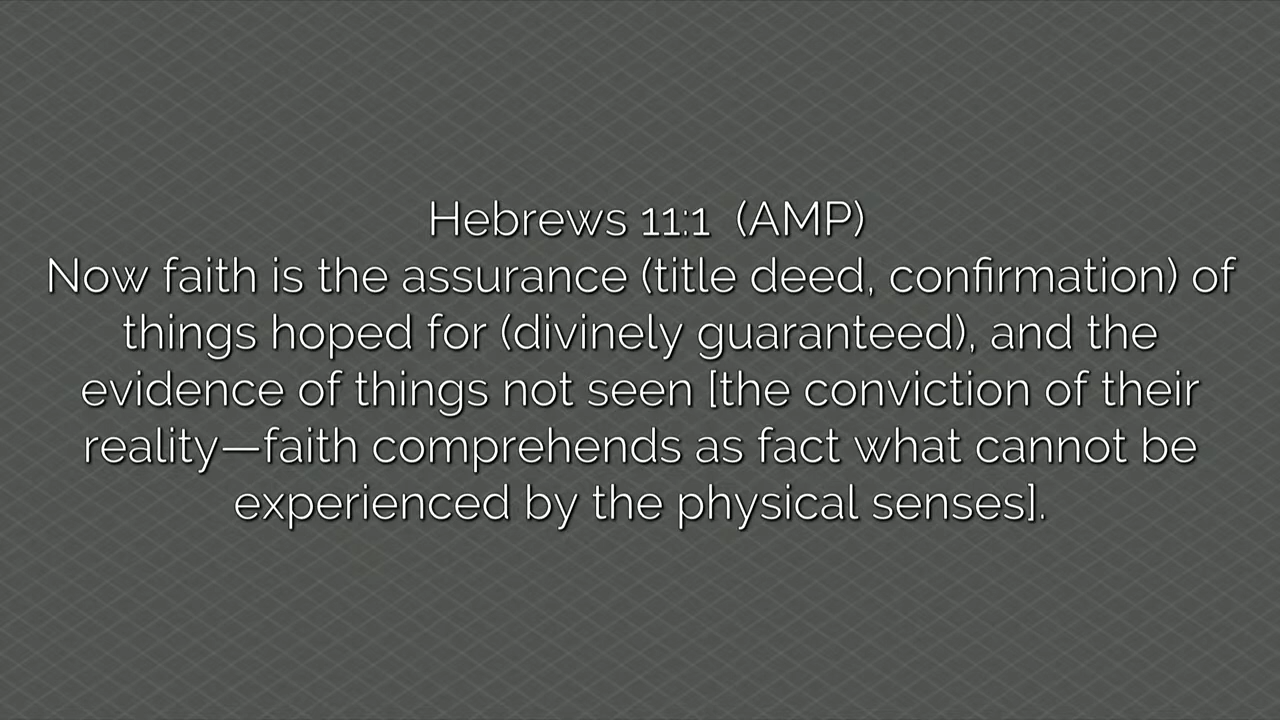 Hebrews 11:1  (AMP)
Now faith is the assurance (title deed, confirmation) of
things hoped for (divinely guaranteed), and the
evidence of things not seen [the conviction of their
reality—faith comprehends as fact what cannot be
experienced by the physical senses].